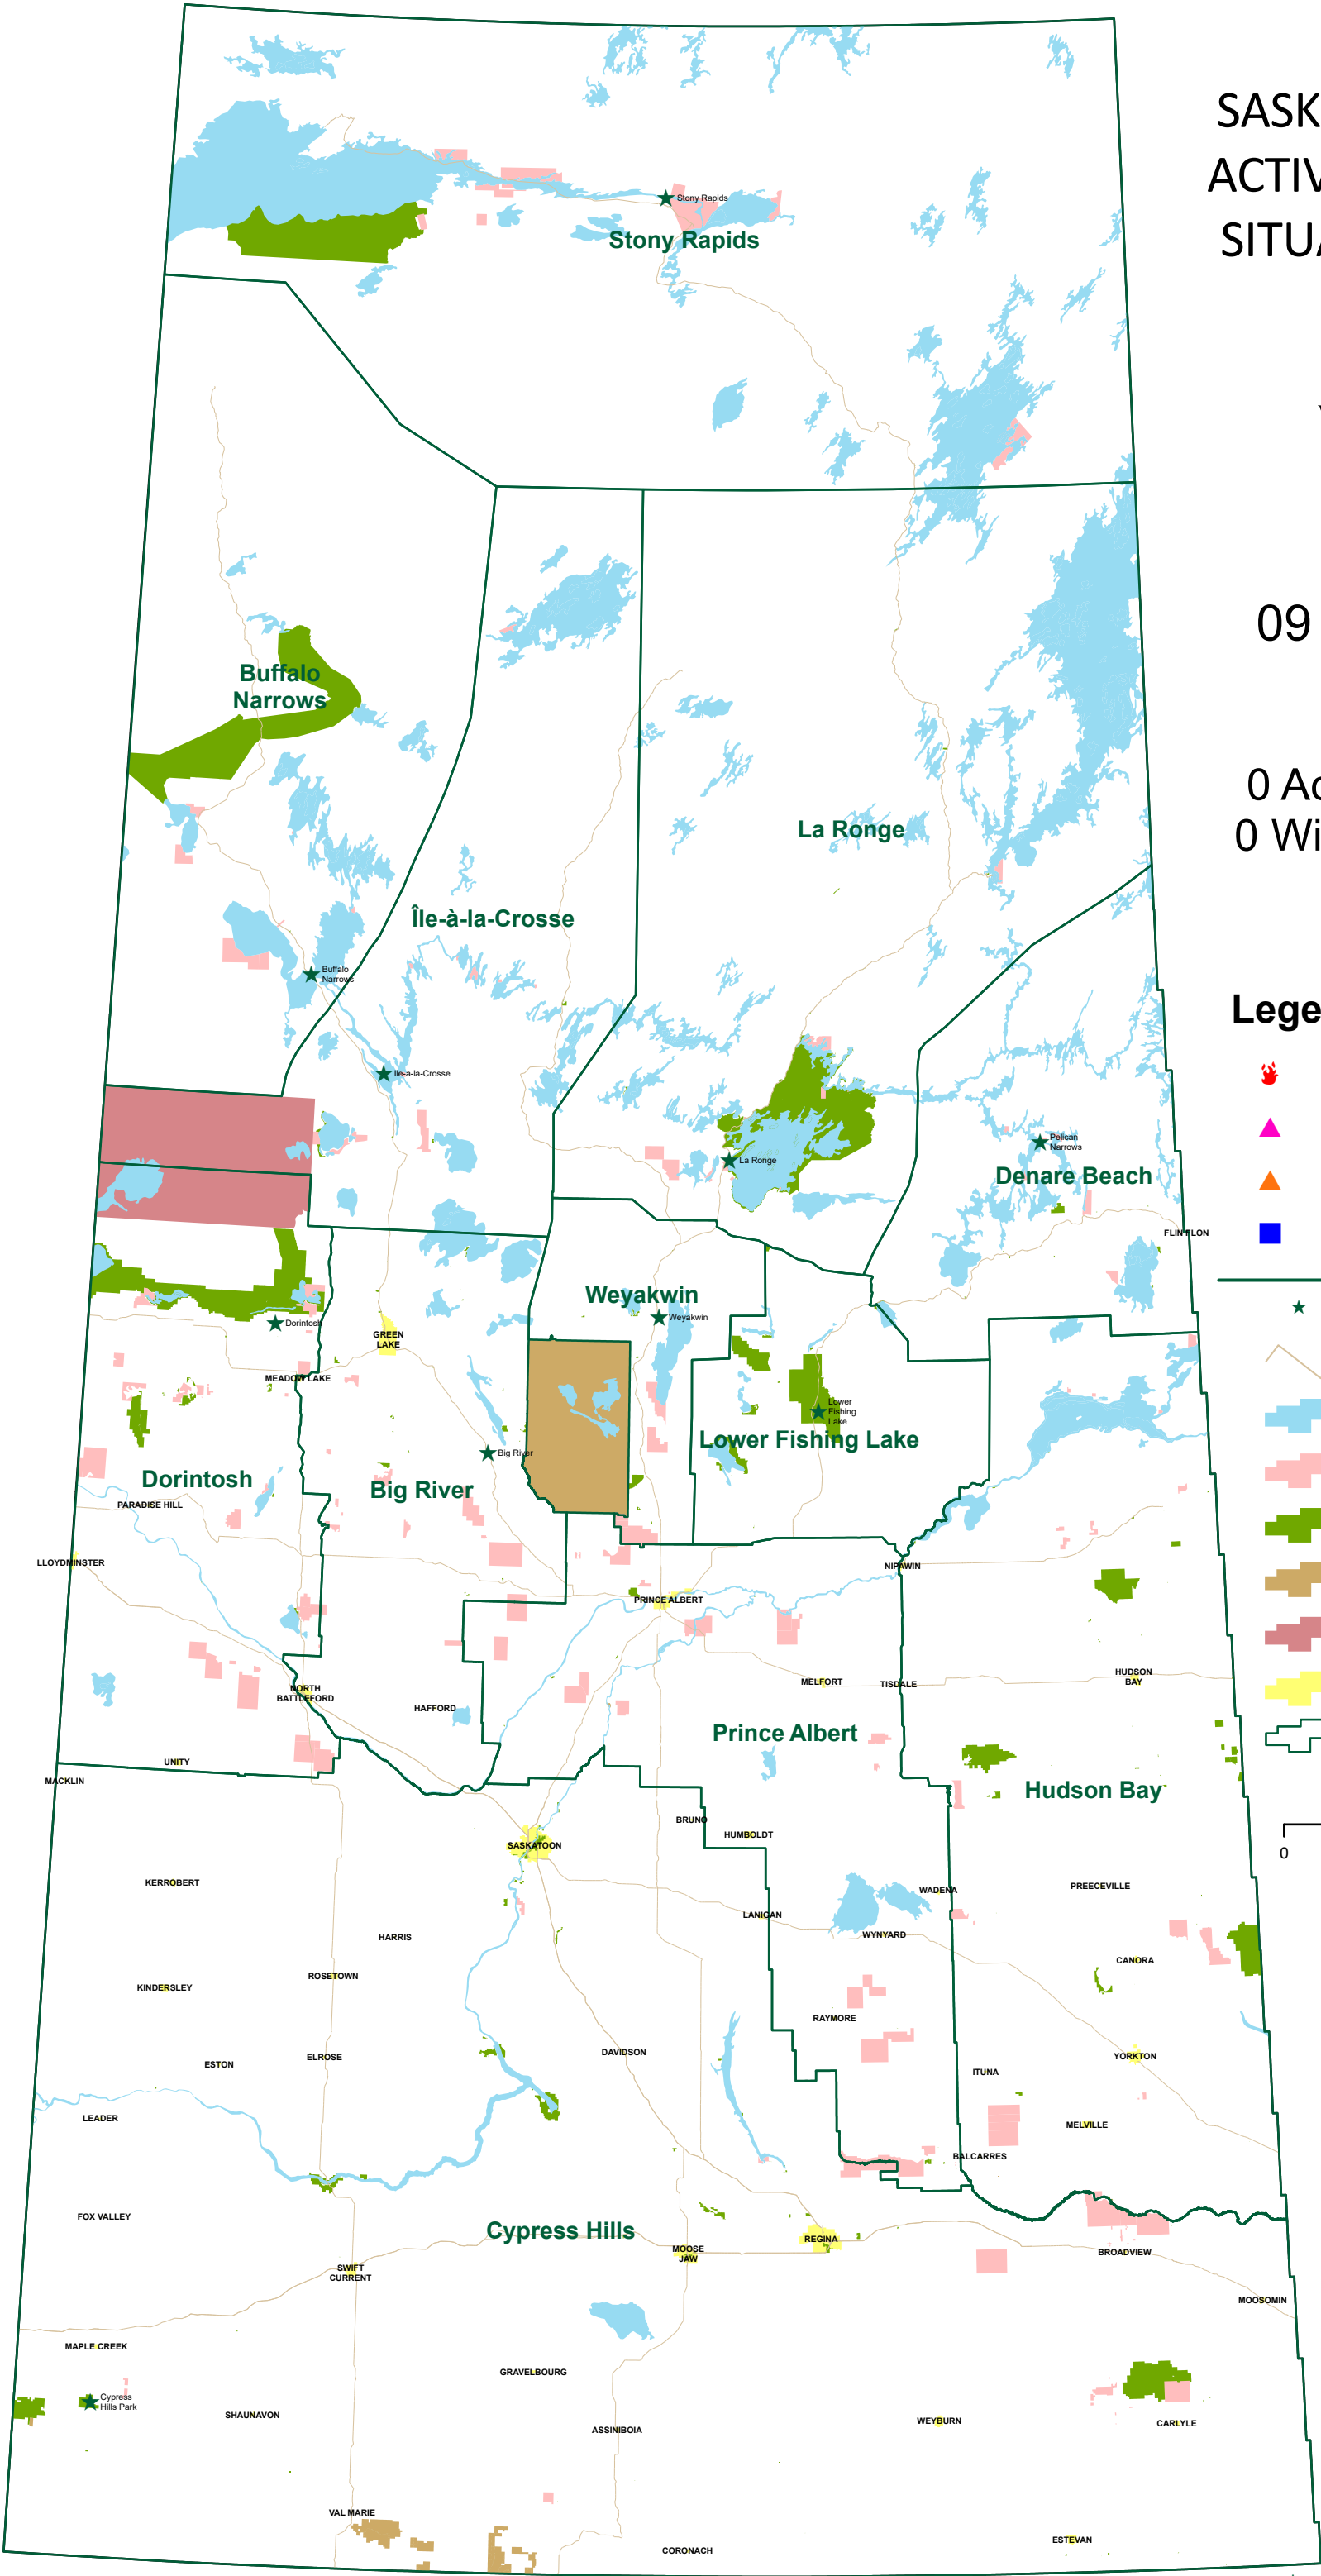 SASK
ACTIV
SITUA
Stony Rapids
Stony Rapids
09
Buffalo
Narrows
0 Ac
0 Wi
La Ronge
Île-à-la-Crosse
Buffalo
Narrows
Lege
Ile-a-la-Crosse
Pelican
Narrows
La Ronge
Denare Beach
FLIN FLON
Weyakwin
Weyakwin
Dorintosh
GREEN
LAKE
MEADOW LAKE
Lower
Fishing
Lake
Lower Fishing Lake
Big River
Dorintosh
Big River
PARADISE HILL
LLOYDMINSTER
NIPAWIN
PRINCE ALBERT
HUDSON
BAY
MELFORT
TISDALE
NORTH
BATTLEFORD
HAFFORD
Prince Albert
UNITY
MACKLIN
Hudson Bay
BRUNO
HUMBOLDT
SASKATOON
0
KERROBERT
PREECEVILLE
WADENA
LANIGAN
WYNYARD
HARRIS
CANORA
ROSETOWN
KINDERSLEY
RAYMORE
DAVIDSON
YORKTON
ELROSE
ESTON
ITUNA
LEADER
MELVILLE
BALCARRES
FOX VALLEY
Cypress Hills
REGINA
MOOSE
JAW
BROADVIEW
SWIFT
CURRENT
MOOSOMIN
MAPLE CREEK
GRAVELBOURG
Cypress
Hills Park
SHAUNAVON
WEYBURN
CARLYLE
ASSINIBOIA
VAL MARIE
ESTEVAN
CORONACH